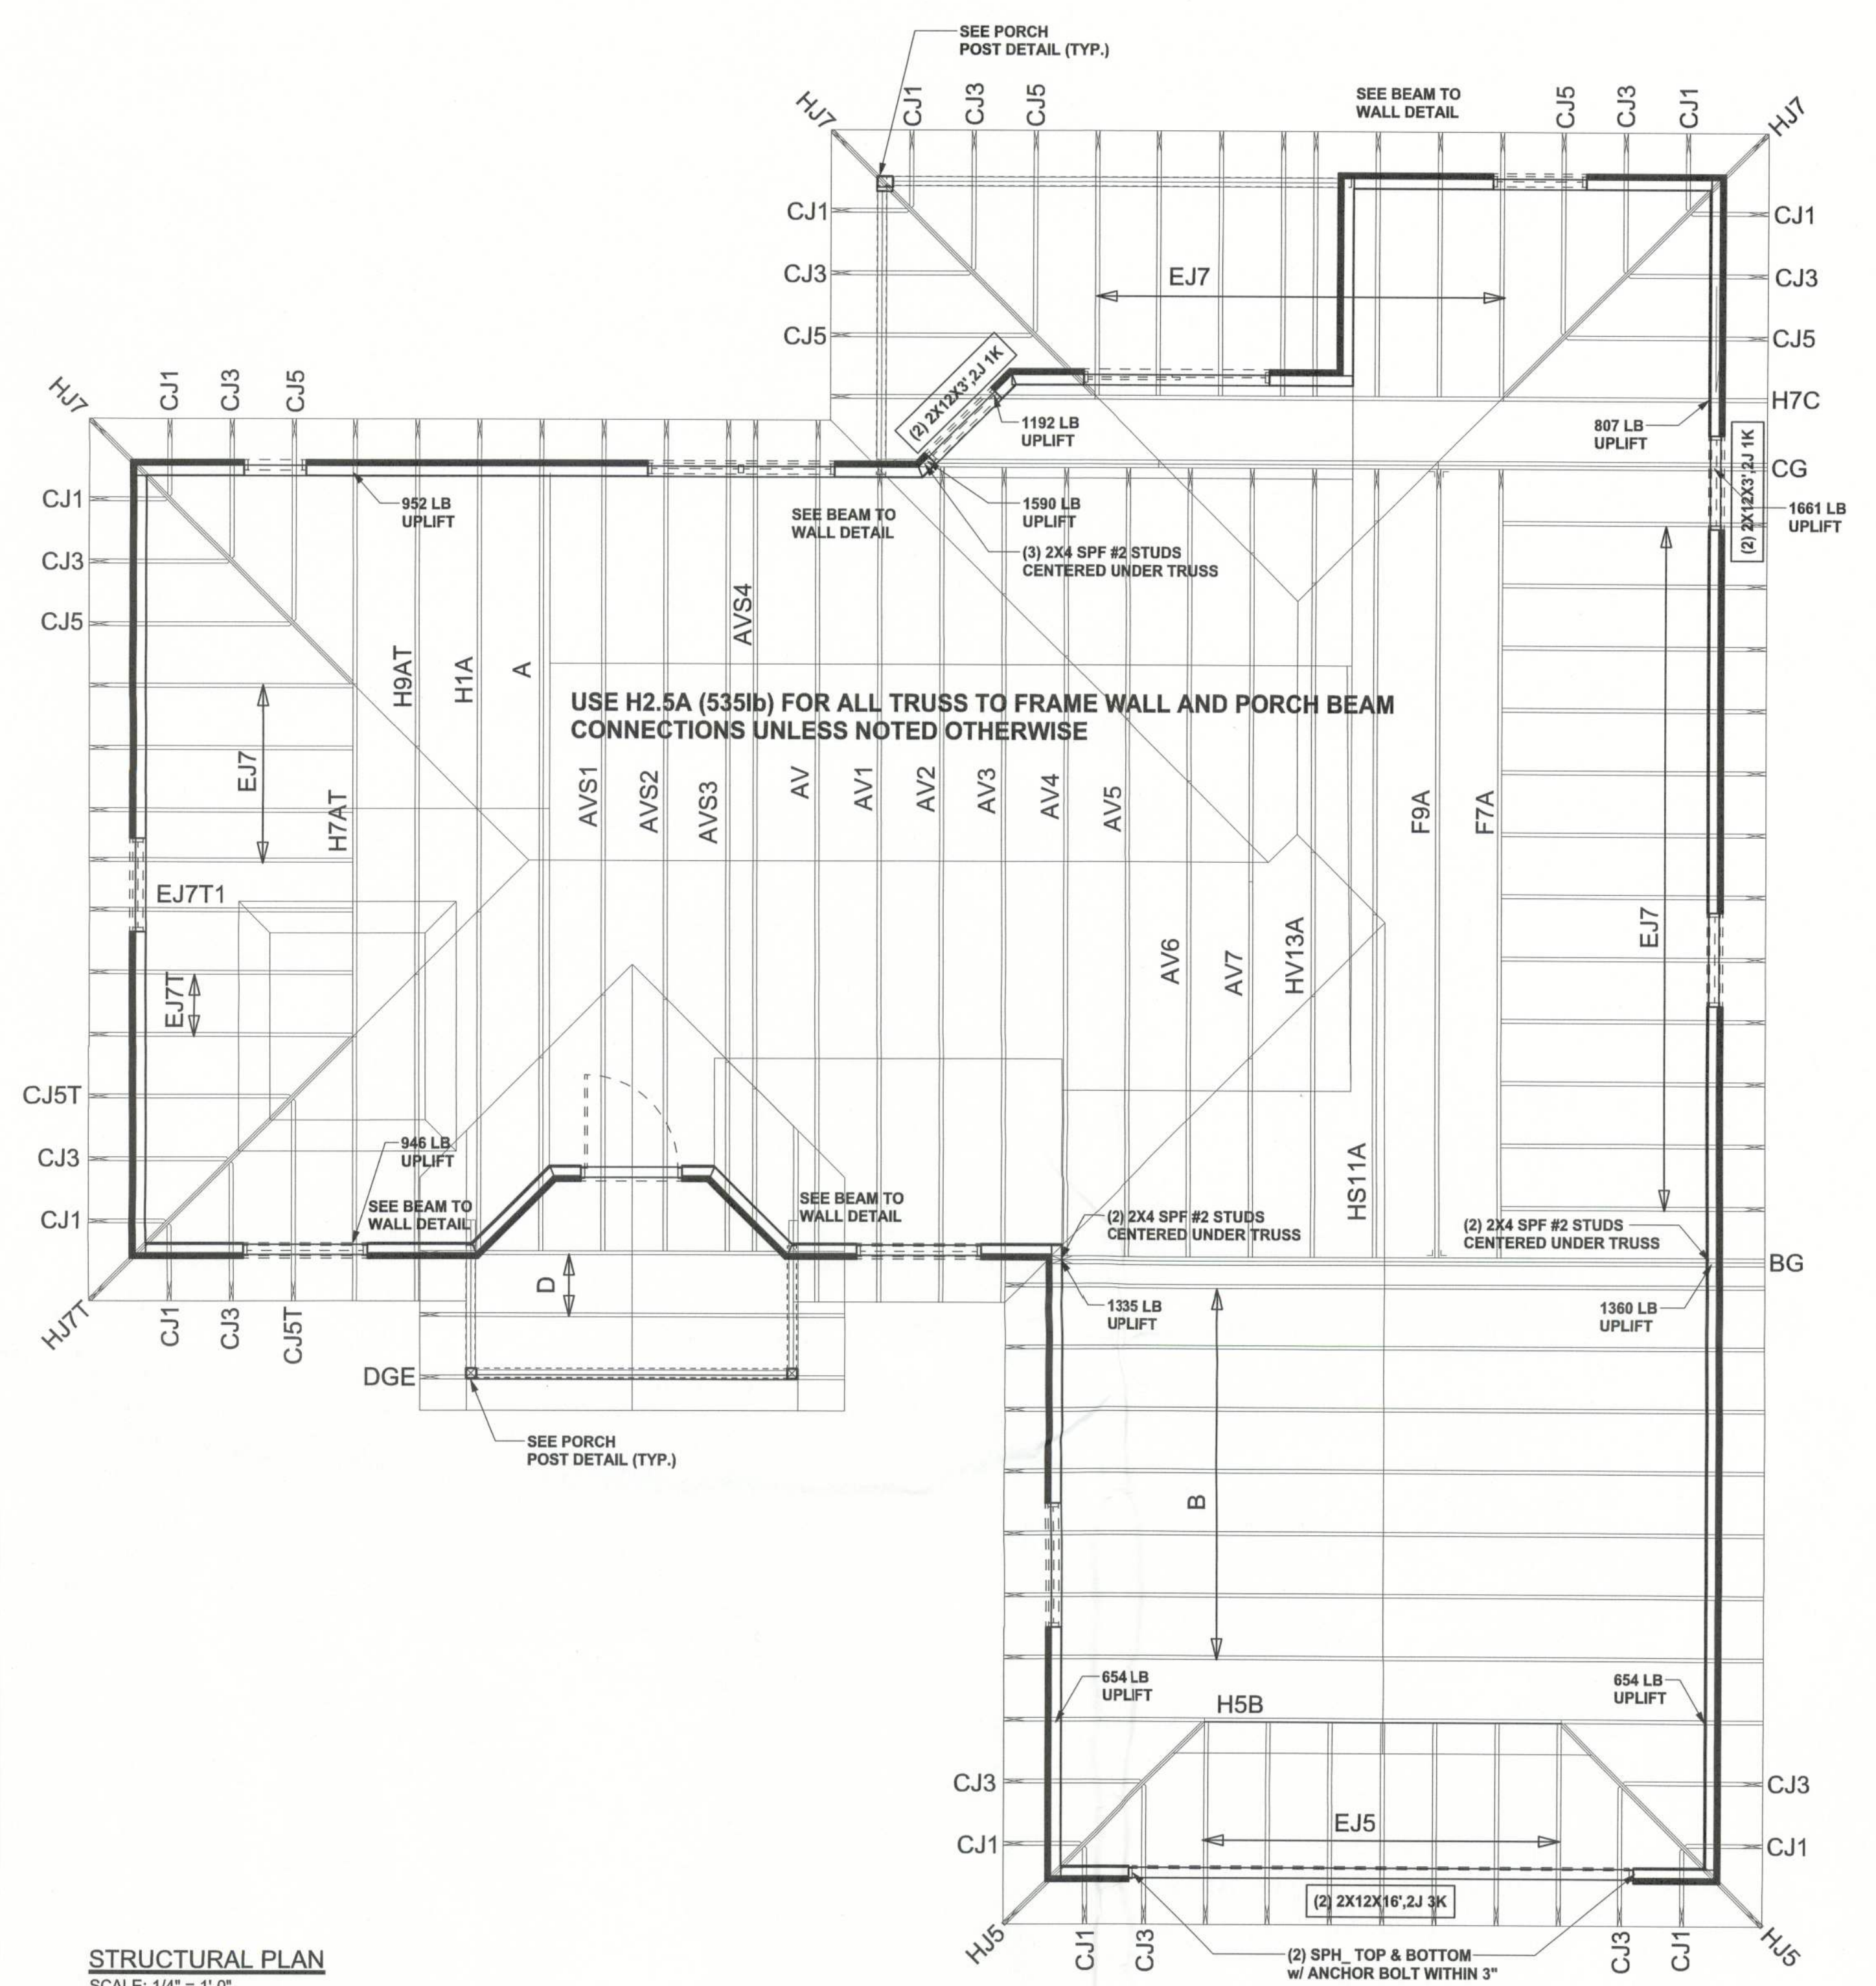 SEE PORCH
POST DETAIL (TYP.)
HJ7
CJ1
CJ3
CJ5
SEE BEAM TO
WALL DETAIL
CJ5
CJ3
CJ1
HJ7
CJ1
CJ1
CJ3
EJ7
CJ3
CJ5
CJ5
(2) 2X12X3',2J 1K
H7C
HJ7
CJ1
CJ3
CJ5
1192 LB
UPLIFT
807 LB
UPLIFT
(2) 2X12X3',2J 1K
CG
CJ1
952 LB
UPLIFT
SEE BEAM TO
WALL DETAIL
1590 LB
UPLIFT
1661 LB
UPLIFT
(3) 2X4 SPF #2 STUDS
CENTERED UNDER TRUSS
CJ3
CJ5
H9AT
H1A
A
AVS4
USE H2.5A (535lb) FOR ALL TRUSS TO FRAME WALL AND PORCH BEAM
CONNECTIONS UNLESS NOTED OTHERWISE
EJ7
H7AT
AVS1
AVS2
AVS3
AV
AV1
AV2
AV3
AV4
AV5
F9A
F7A
EJ7T1
EJ7
AV6
AV7
HV13A
EJ7T
CJ5T
CJ3
946 LB
UPLIFT
HS11A
CJ1
SEE BEAM TO
WALL DETAIL
SEE BEAM TO
WALL DETAIL
(2) 2X4 SPF #2 STUDS
CENTERED UNDER TRUSS
(2) 2X4 SPF #2 STUDS
CENTERED UNDER TRUSS
BG
D
HJ7T
CJ1
CJ3
CJ5T
1335 LB
UPLIFT
1360 LB
UPLIFT
DGE
SEE PORCH
POST DETAIL (TYP.)
B
654 LB
UPLIFT
654 LB
UPLIFT
H5B
CJ3
CJ3
EJ5
CJ1
CJ1
(2) 2X12X16',2J 3K
HJ5
CJ1
CJ3
(2) SPH_ TOP & BOTTOM
w/ ANCHOR BOLT WITHIN 3"
CJ3
CJ1
HJ5
STRUCTURAL PLAN
SCALE: 1/4" = 1'-0"